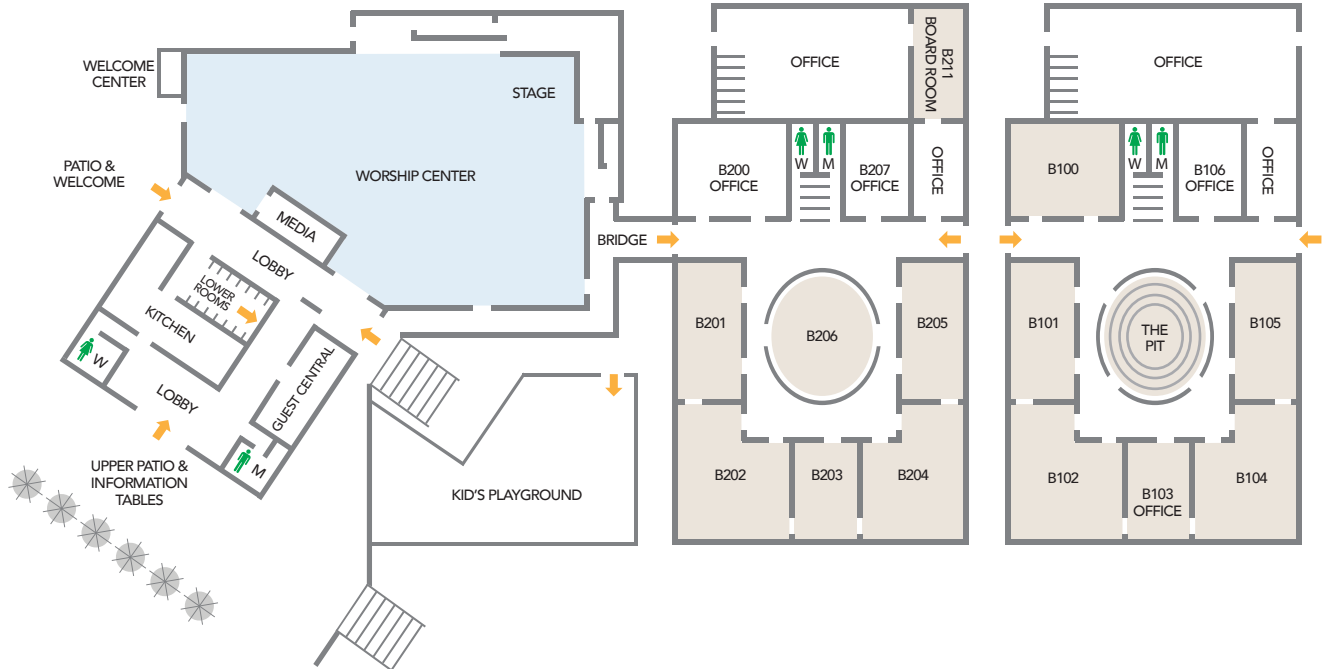 WELCOME
CENTER
STAGE
PATIO &
WELCOME
WORSHIP CENTER
MEDIA
LOBBY
LOWER
ROOMS
KITCHEN
W
LOBBY
GUEST CENTRAL
M
UPPER PATIO &
INFORMATION
TABLES
KID'S PLAYGROUND
BRIDGE
OFFICE
B211
BOARD ROOM
B200
OFFICE
W
M
B207
OFFICE
OFFICE
B201
B206
B205
B202
B203
B204
OFFICE
B100
W
M
B106
OFFICE
OFFICE
B101
THE
PIT
B105
B102
B103
OFFICE
B104